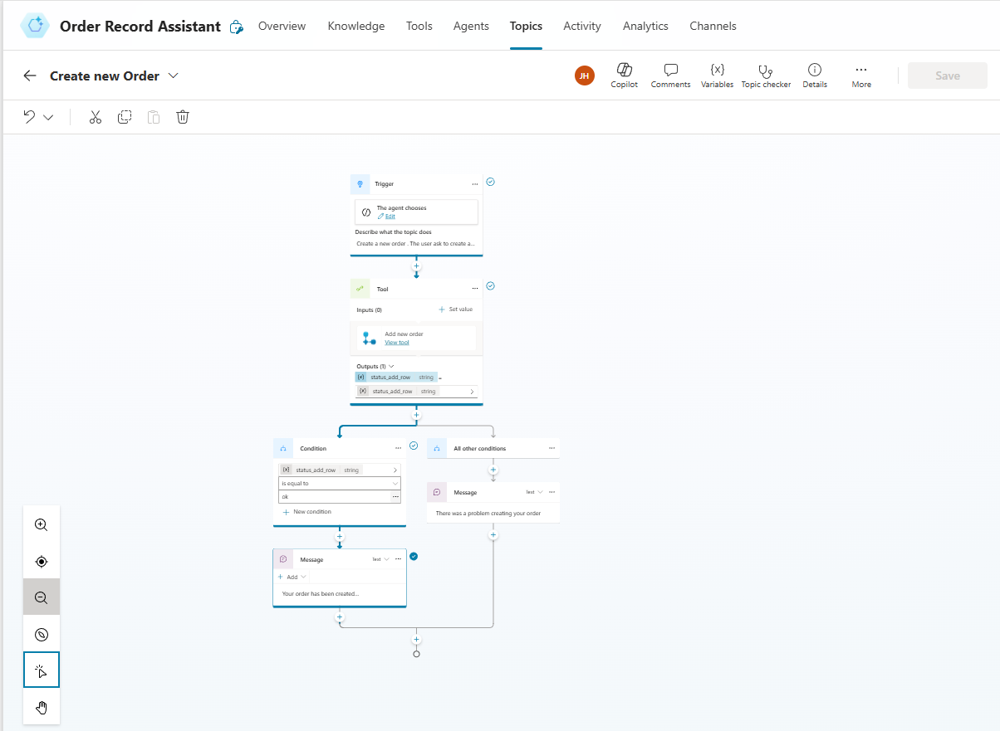 Order Record Assistant
Overview
Knowledge
Tools
Agents
Topics
Activity
Analytics
Channels
Create new Order
JH
Copilot
Comments
Variables
Topic checker
Details
More
Save
Trigger
The agent chooses
Edit
Describe what the topic does
Create a new order . The user ask to create a...
Tool
Inputs (0)
Set value
Add new order
View tool
Outputs (1)
{x} status_add_row string =
{x} status_add_row string
Condition
All other conditions
{x} status_add_row string
is equal to
ok
New condition
Message Text
There was a problem creating your order
Message Text
Add
Your order has been created...